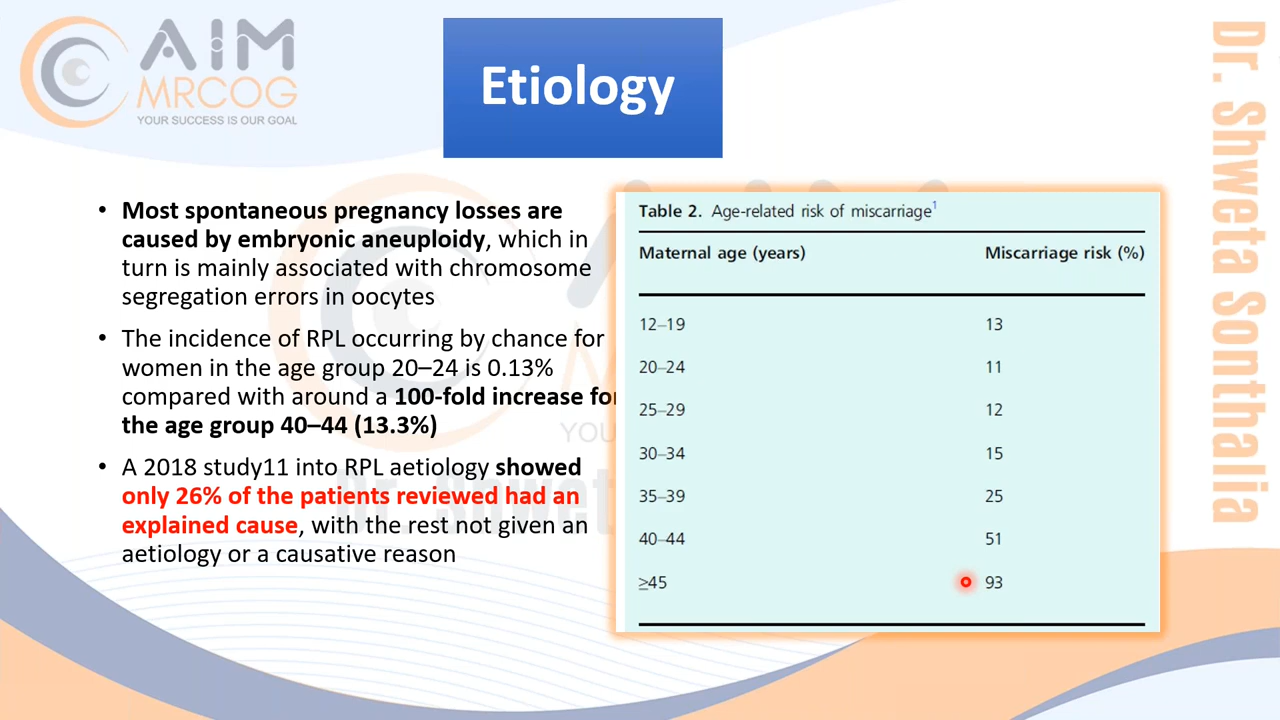 AIM
MRCOG
YOUR SUCCESS IS OUR GOAL
Etiology
Dr. Shweta Sonthalia
• Most spontaneous pregnancy losses are
caused by embryonic aneuploidy, which in
turn is mainly associated with chromosome
segregation errors in oocytes
• The incidence of RPL occurring by chance for
women in the age group 20–24 is 0.13%
compared with around a 100-fold increase for
the age group 40–44 (13.3%)
• A 2018 study11 into RPL aetiology showed
only 26% of the patients reviewed had an
explained cause, with the rest not given an
aetiology or a causative reason
Table 2. Age-related risk of miscarriage1
Maternal age (years) Miscarriage risk (%)
12–19 13
20–24 11
25–29 12
30–34 15
35–39 25
40–44 51
≥45 93
YOU
Dr. Shwet